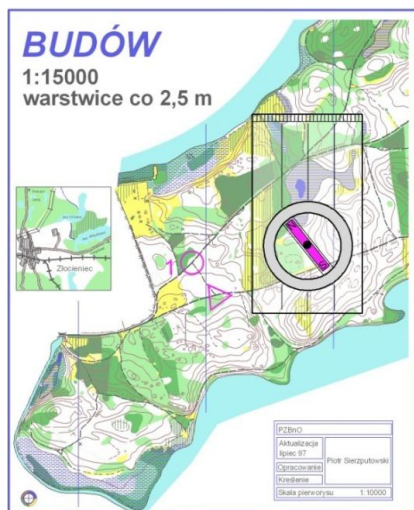 BUDÓW
1:15000
warstwice co 2,5 m
Złocieniec
1
N
PZBnO
Aktualizacja
lipiec 97
Piotr Sierzputowski
Opracowanie
Kreślenie
Skala pierworysu 1:10000